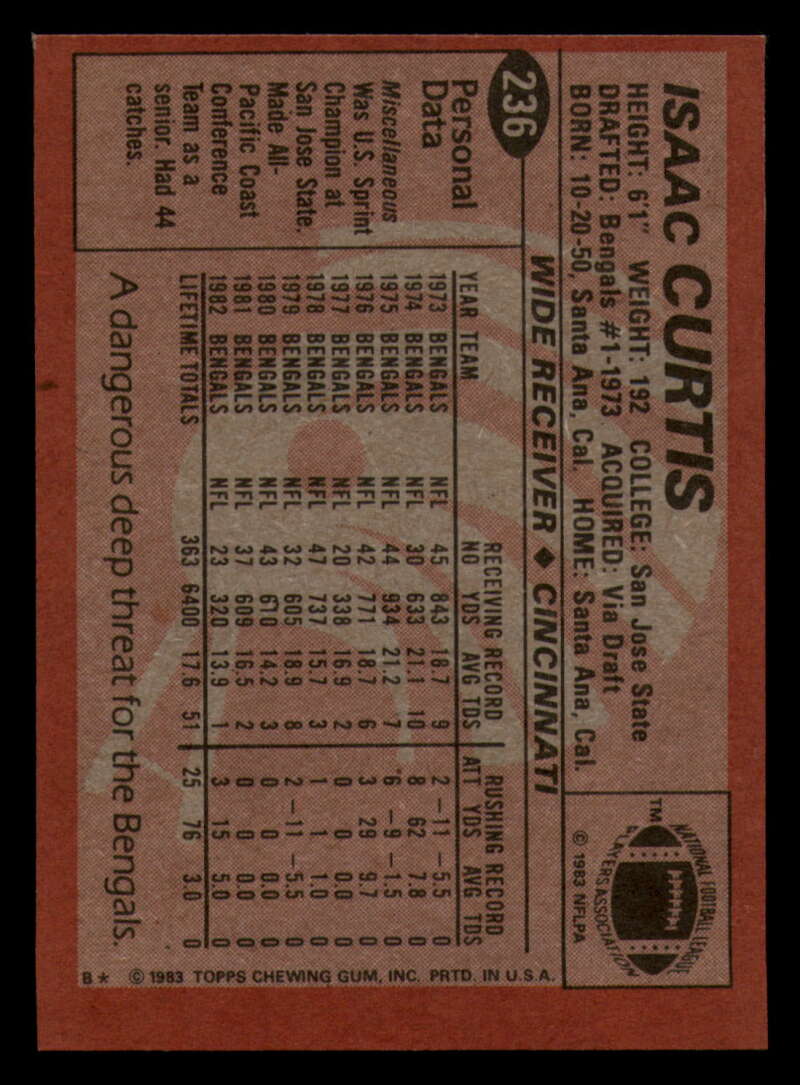 ISAAC CURTIS
HEIGHT: 6'1" WEIGHT: 192 COLLEGE: San Jose State
DRAFTED: Bengals #1-1973 ACQUIRED: Via Draft
BORN: 10-20-50, Santa Ana, Cal. HOME: Santa Ana, Cal.
NATIONAL FOOTBALL LEAGUE
PLAYERS ASSOCIATION
TM
© 1983 NFLPA
236
WIDE RECEIVER ♦ CINCINNATI
Personal
Data
Miscellaneous
Was U.S. Sprint
Champion at
San Jose State.
Made All-
Pacific Coast
Conference
Team as a
senior. Had 44
catches.
RECEIVING RECORD RUSHING RECORD
YEAR TEAM NO YDS AVG TDS ATT YDS AVG TDS
1973 BENGALS NFL 45 843 18.7 9 2 -11 -5.5 0
1974 BENGALS NFL 30 633 21.1 10 8 62 7.8 0
1975 BENGALS NFL 44 934 21.2 7 6 -9 -1.5 0
1976 BENGALS NFL 42 771 18.7 6 3 29 9.7 0
1977 BENGALS NFL 20 338 16.9 2 0 0 0.0 0
1978 BENGALS NFL 47 737 15.7 3 1 1 1.0 0
1979 BENGALS NFL 32 605 18.9 8 2 -11 -5.5 0
1980 BENGALS NFL 43 610 14.2 3 0 0 0.0 0
1981 BENGALS NFL 37 609 16.5 2 0 0 0.0 0
1982 BENGALS NFL 23 320 13.9 1 3 15 5.0 0
LIFETIME TOTALS 363 6400 17.6 51 25 76 3.0 0
A dangerous deep threat for the Bengals.
B* © 1983 TOPPS CHEWING GUM, INC. PRTD. IN U.S.A.